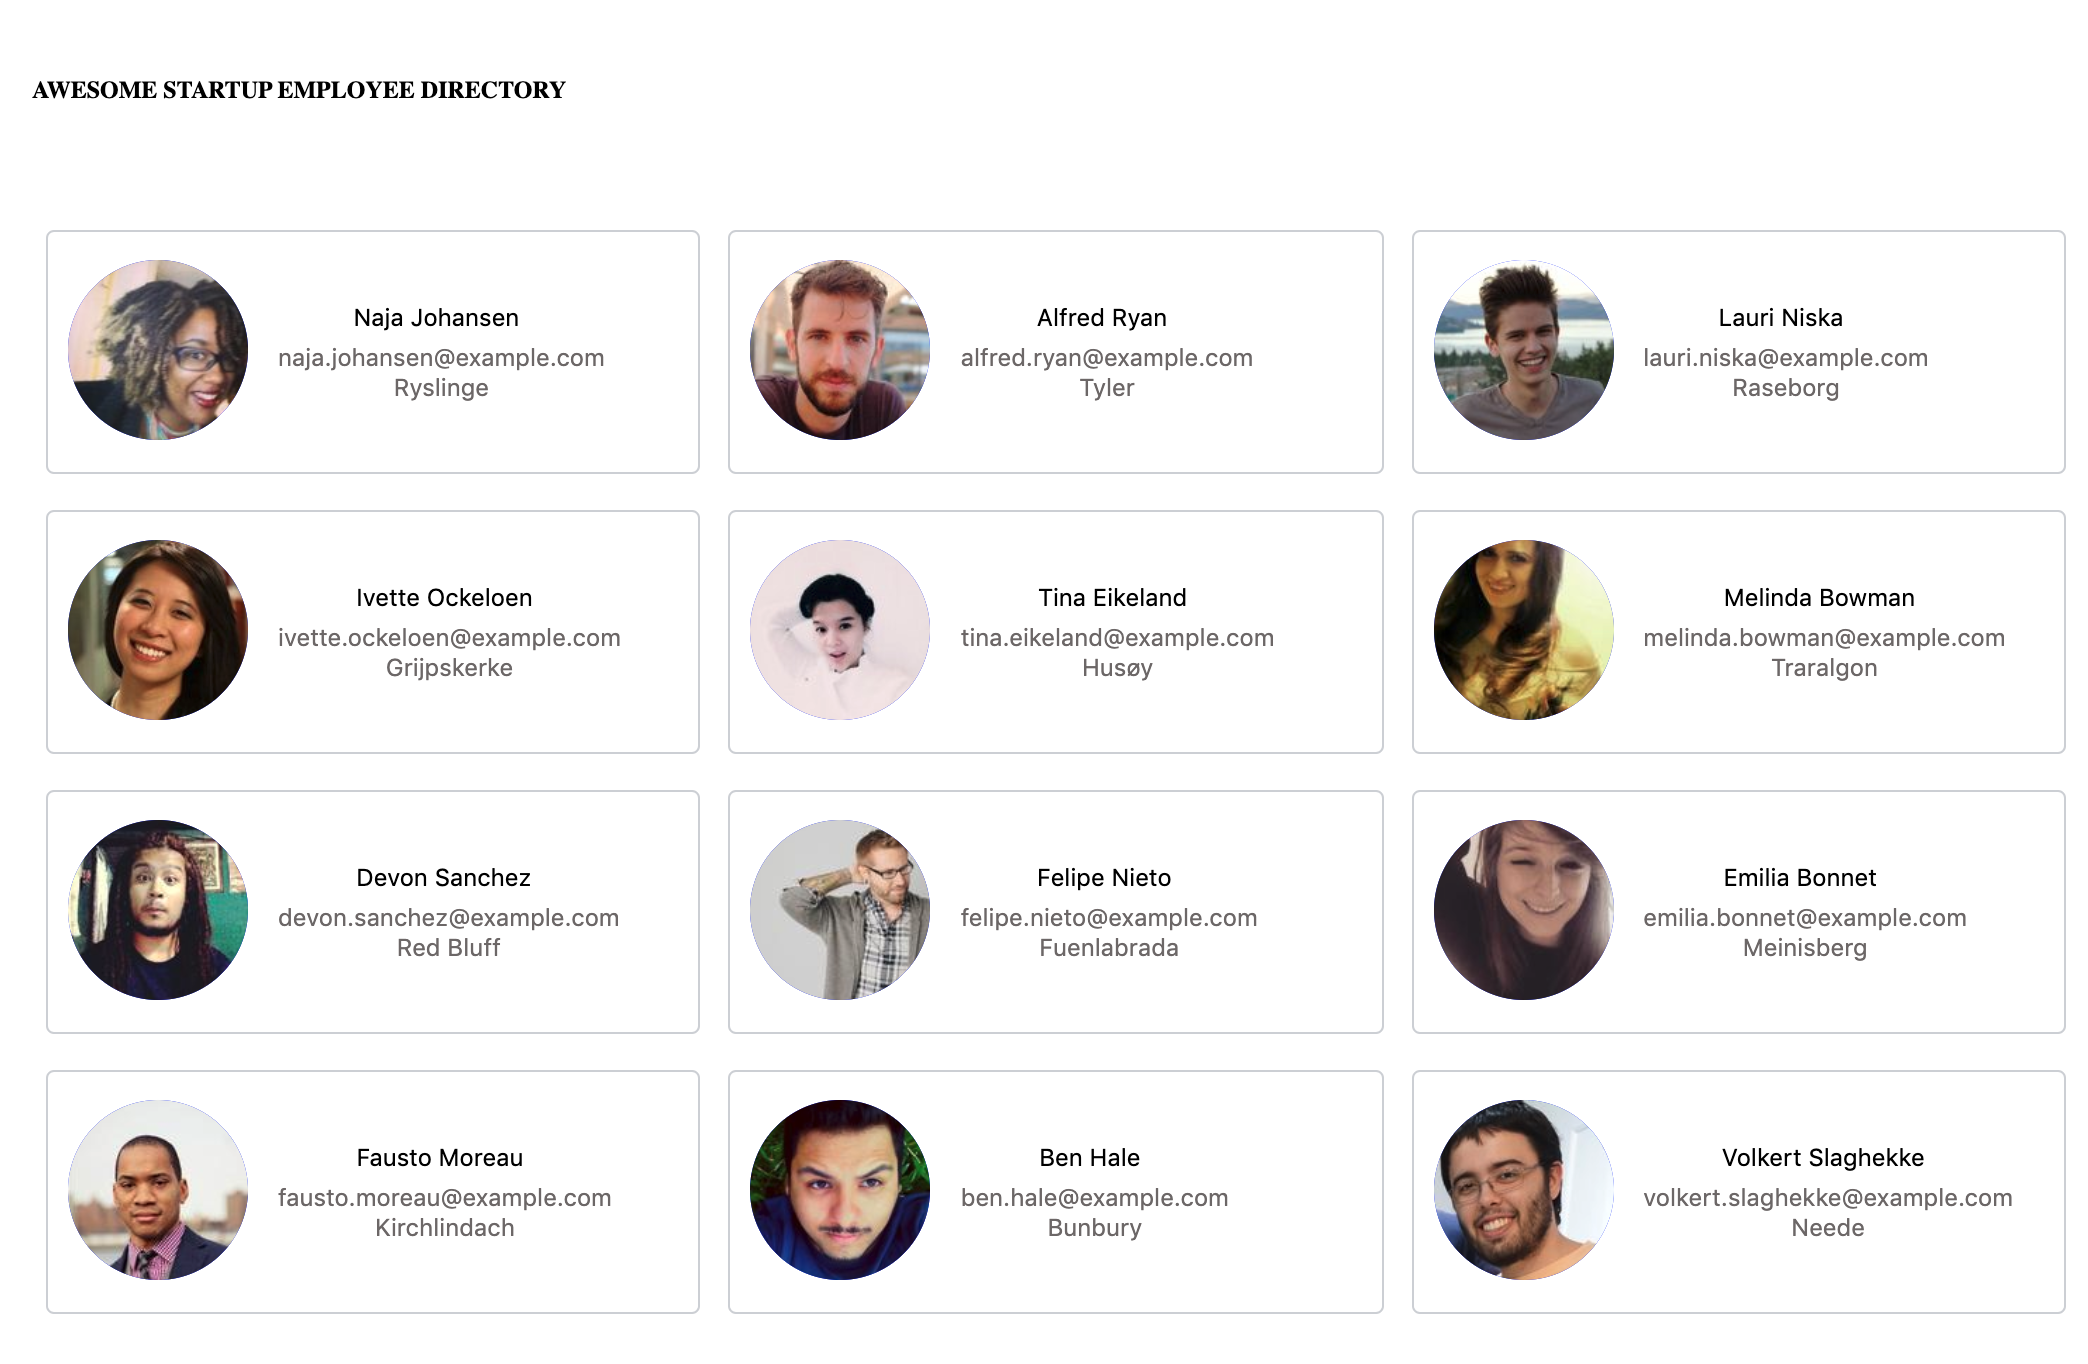 AWESOME STARTUP EMPLOYEE DIRECTORY
Naja Johansen
naja.johansen@example.com
Ryslinge
Alfred Ryan
alfred.ryan@example.com
Tyler
Lauri Niska
lauri.niska@example.com
Raseborg
Ivette Ockeloen
ivette.ockeloen@example.com
Grijpskerke
Tina Eikeland
tina.eikeland@example.com
Husøy
Melinda Bowman
melinda.bowman@example.com
Traralgon
Devon Sanchez
devon.sanchez@example.com
Red Bluff
Felipe Nieto
felipe.nieto@example.com
Fuenlabrada
Emilia Bonnet
emilia.bonnet@example.com
Meinisberg
Fausto Moreau
fausto.moreau@example.com
Kirchlindach
Ben Hale
ben.hale@example.com
Bunbury
Volkert Slaghekke
volkert.slaghekke@example.com
Neede